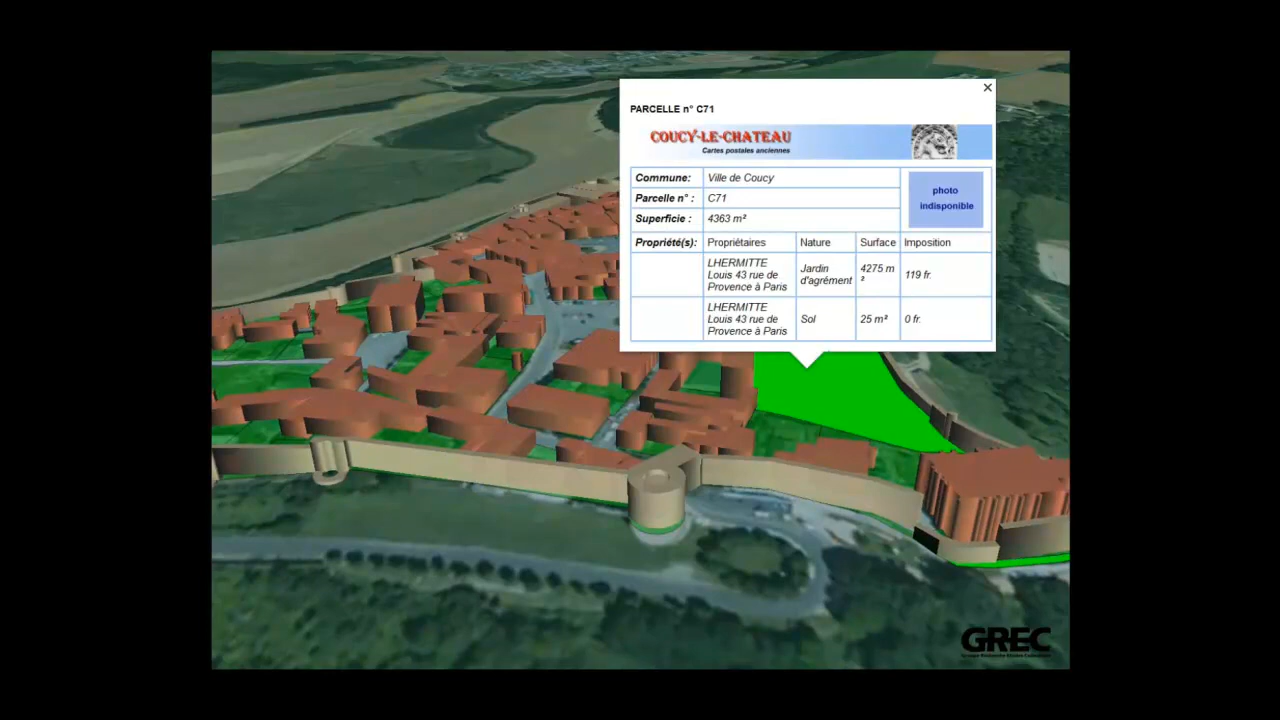 PARCELLE n° C71
COUCY-LE-CHATEAU
Cartes postales anciennes
Commune: Ville de Coucy
photo
indisponible
Parcelle n° : C71
Superficie : 4363 m²
Propriété(s): Propriétaires Nature Surface Imposition
LHERMITTE
Louis 43 rue de
Provence à Paris
Jardin
d'agrément
4275 m
²
119 fr.
LHERMITTE
Louis 43 rue de
Provence à Paris
Sol
25 m²
0 fr.
GREC